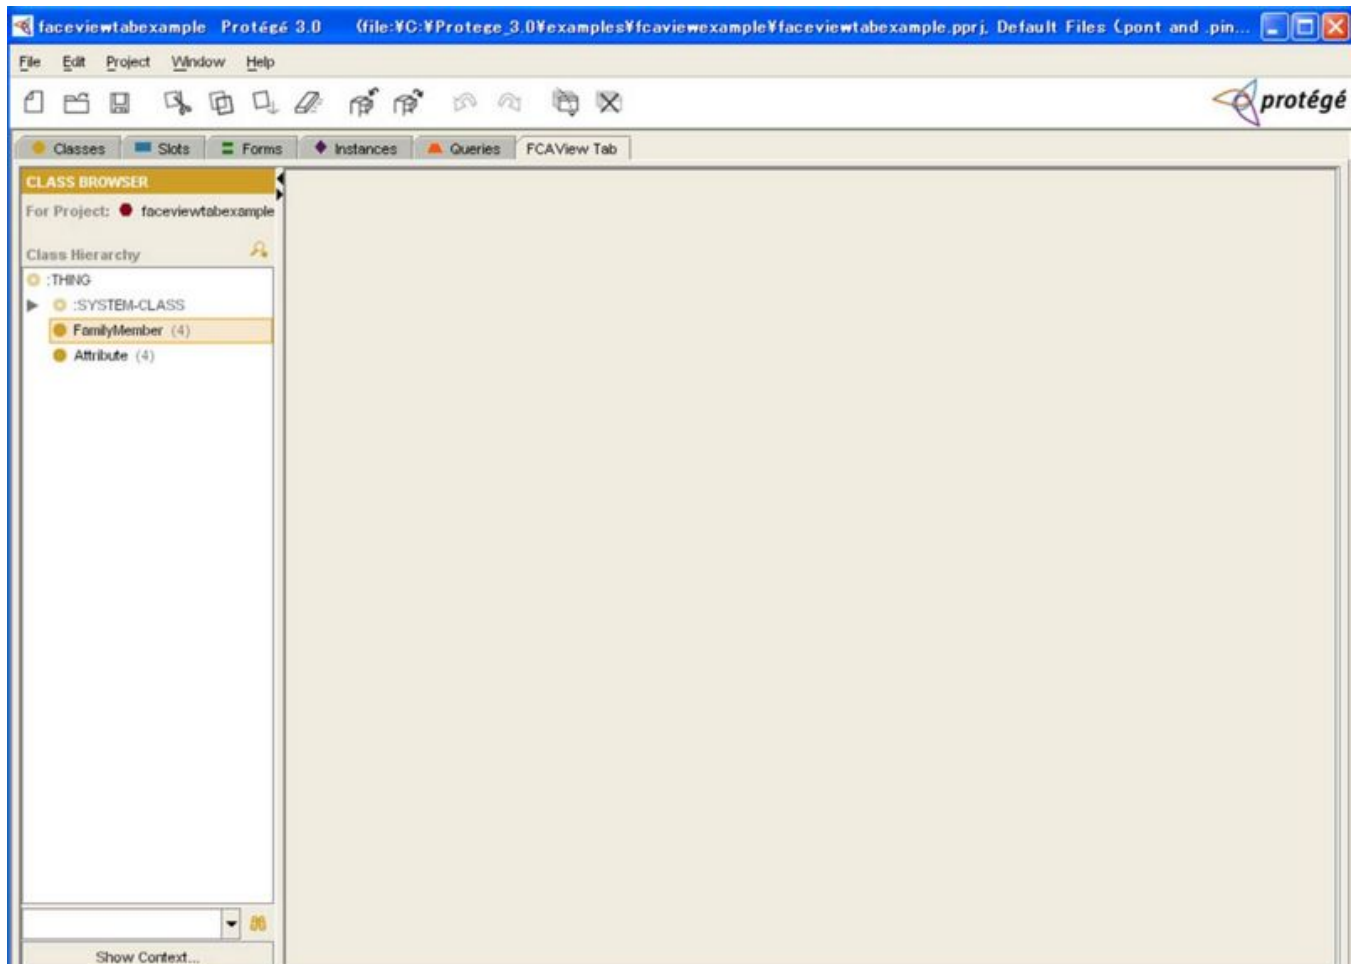 faceviewtabexample Protégé 3.0 (file:¥C:¥Protege_3.0¥examples¥fcaviewexample¥faceviewtabexample.pprj, Default Files (.pont and .pin...
File Edit Project Window Help
protégé
Classes Slots Forms Instances Queries FCAView Tab
CLASS BROWSER
For Project: faceviewtabexample
Class Hierarchy
:THING
:SYSTEM-CLASS
FamilyMember (4)
Attribute (4)
Show Context...